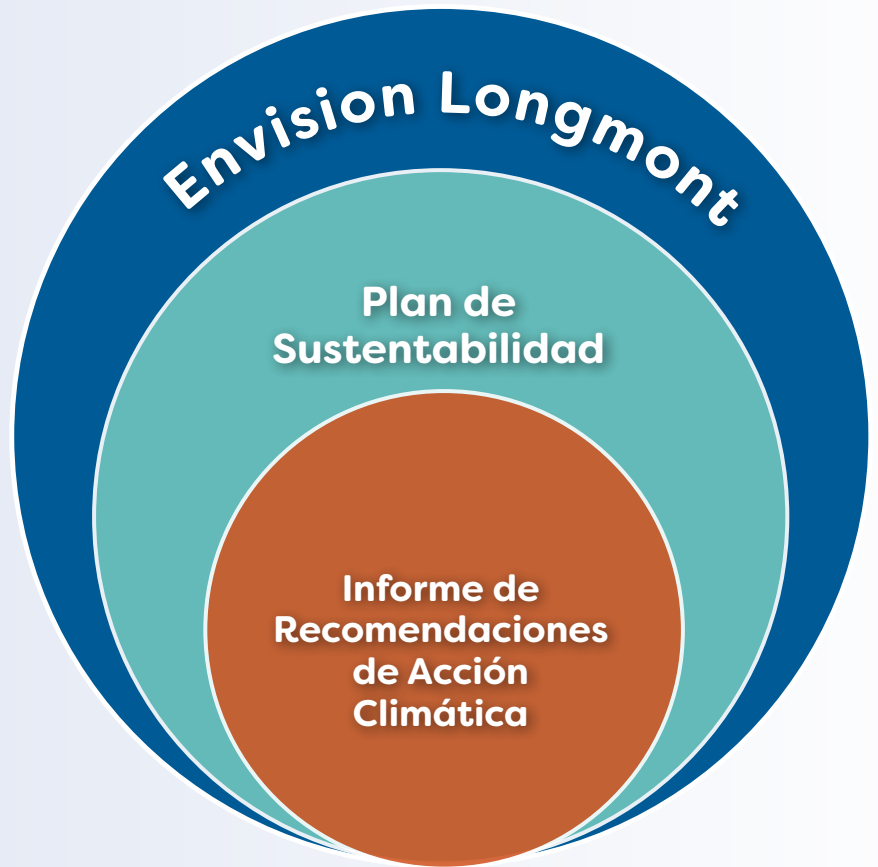 Envision Longmont
Plan de
Sustentabilidad
Informe de
Recomendaciones
de Acción
Climática